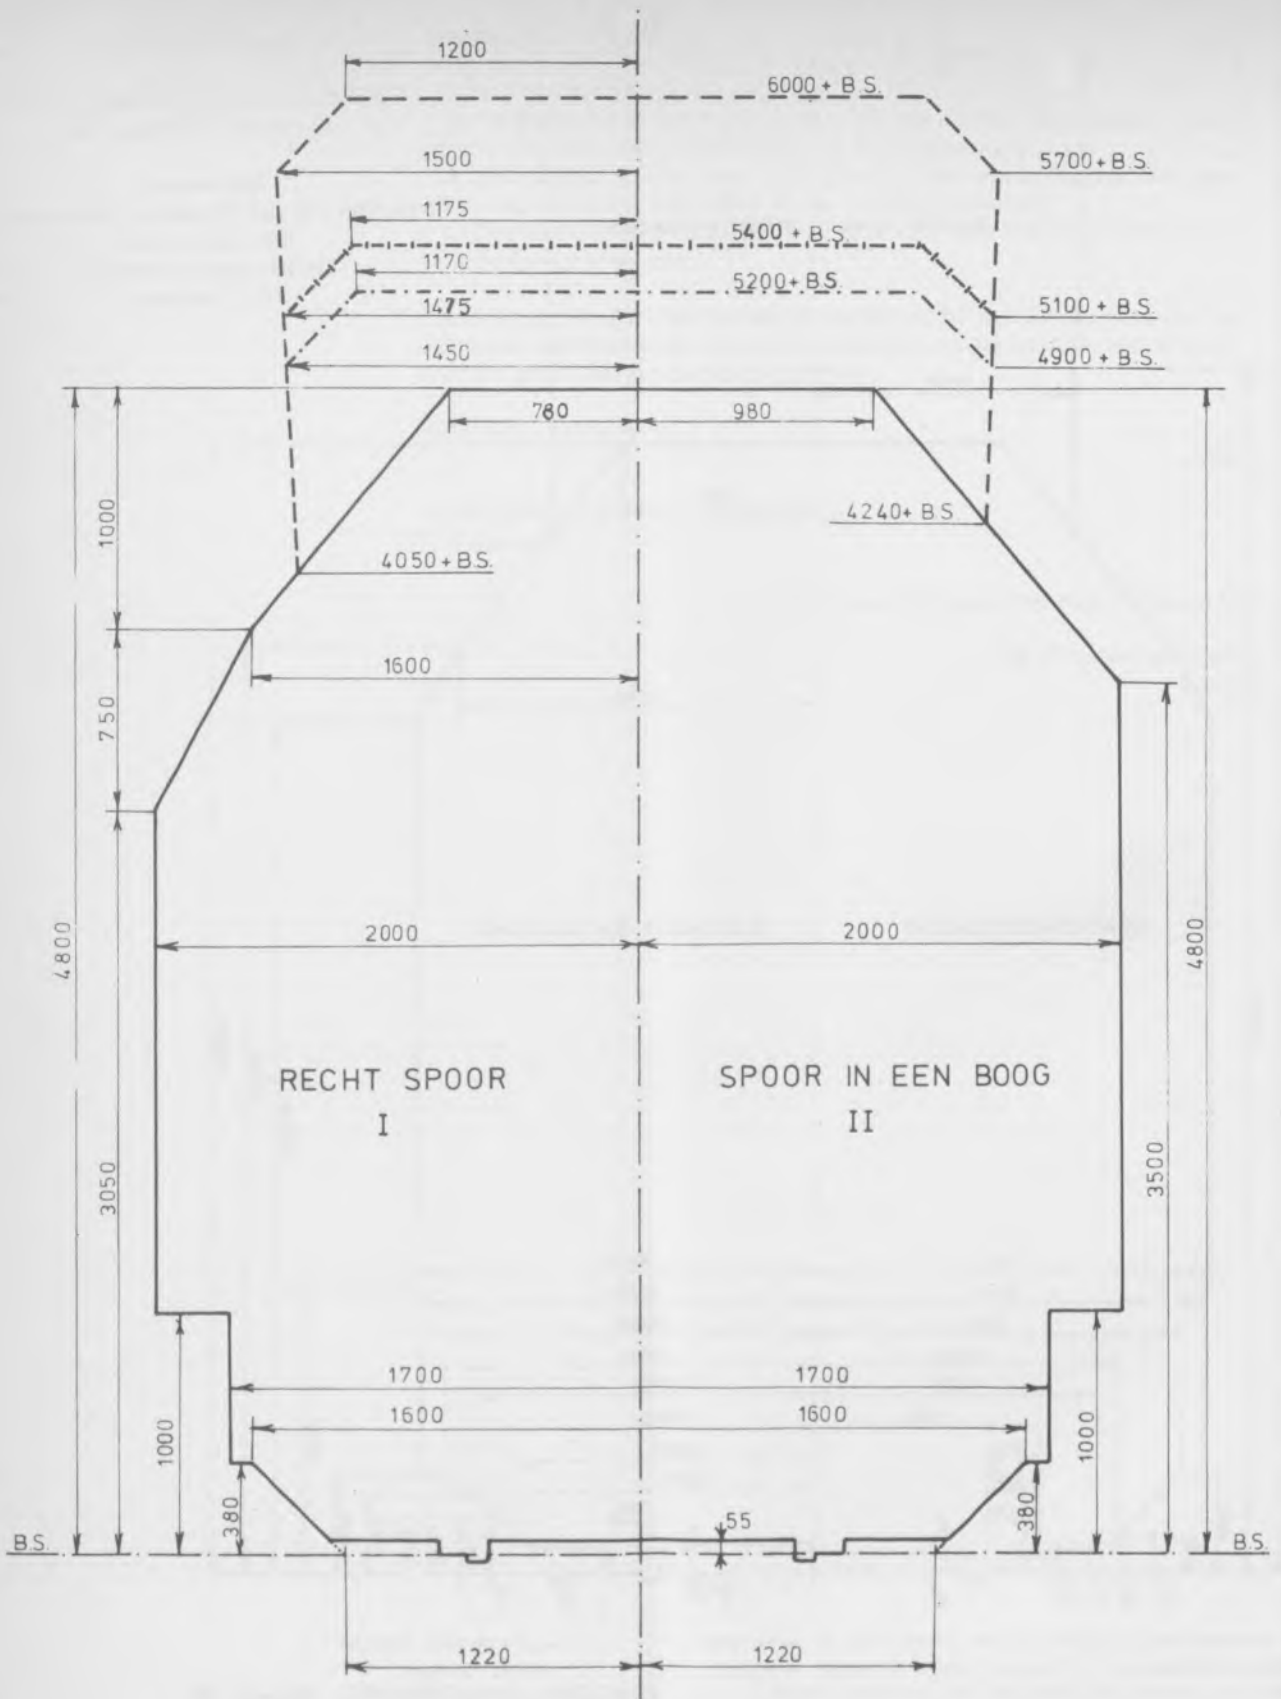 1200
6000 + B.S.
1500
5700 + B.S.
1175
5400 + B.S.
1170
5200 + B.S.
1475
5100 + B.S.
1450
4900 + B.S.
780
980
1000
4240 + B.S
4050 + B.S.
1600
750
2000
2000
4800
4800
RECHT SPOOR
I
SPOOR IN EEN BOOG
II
3050
3500
1700
1700
1600
1600
1000
1000
380
380
55
B.S.
B.S.
1220
1220